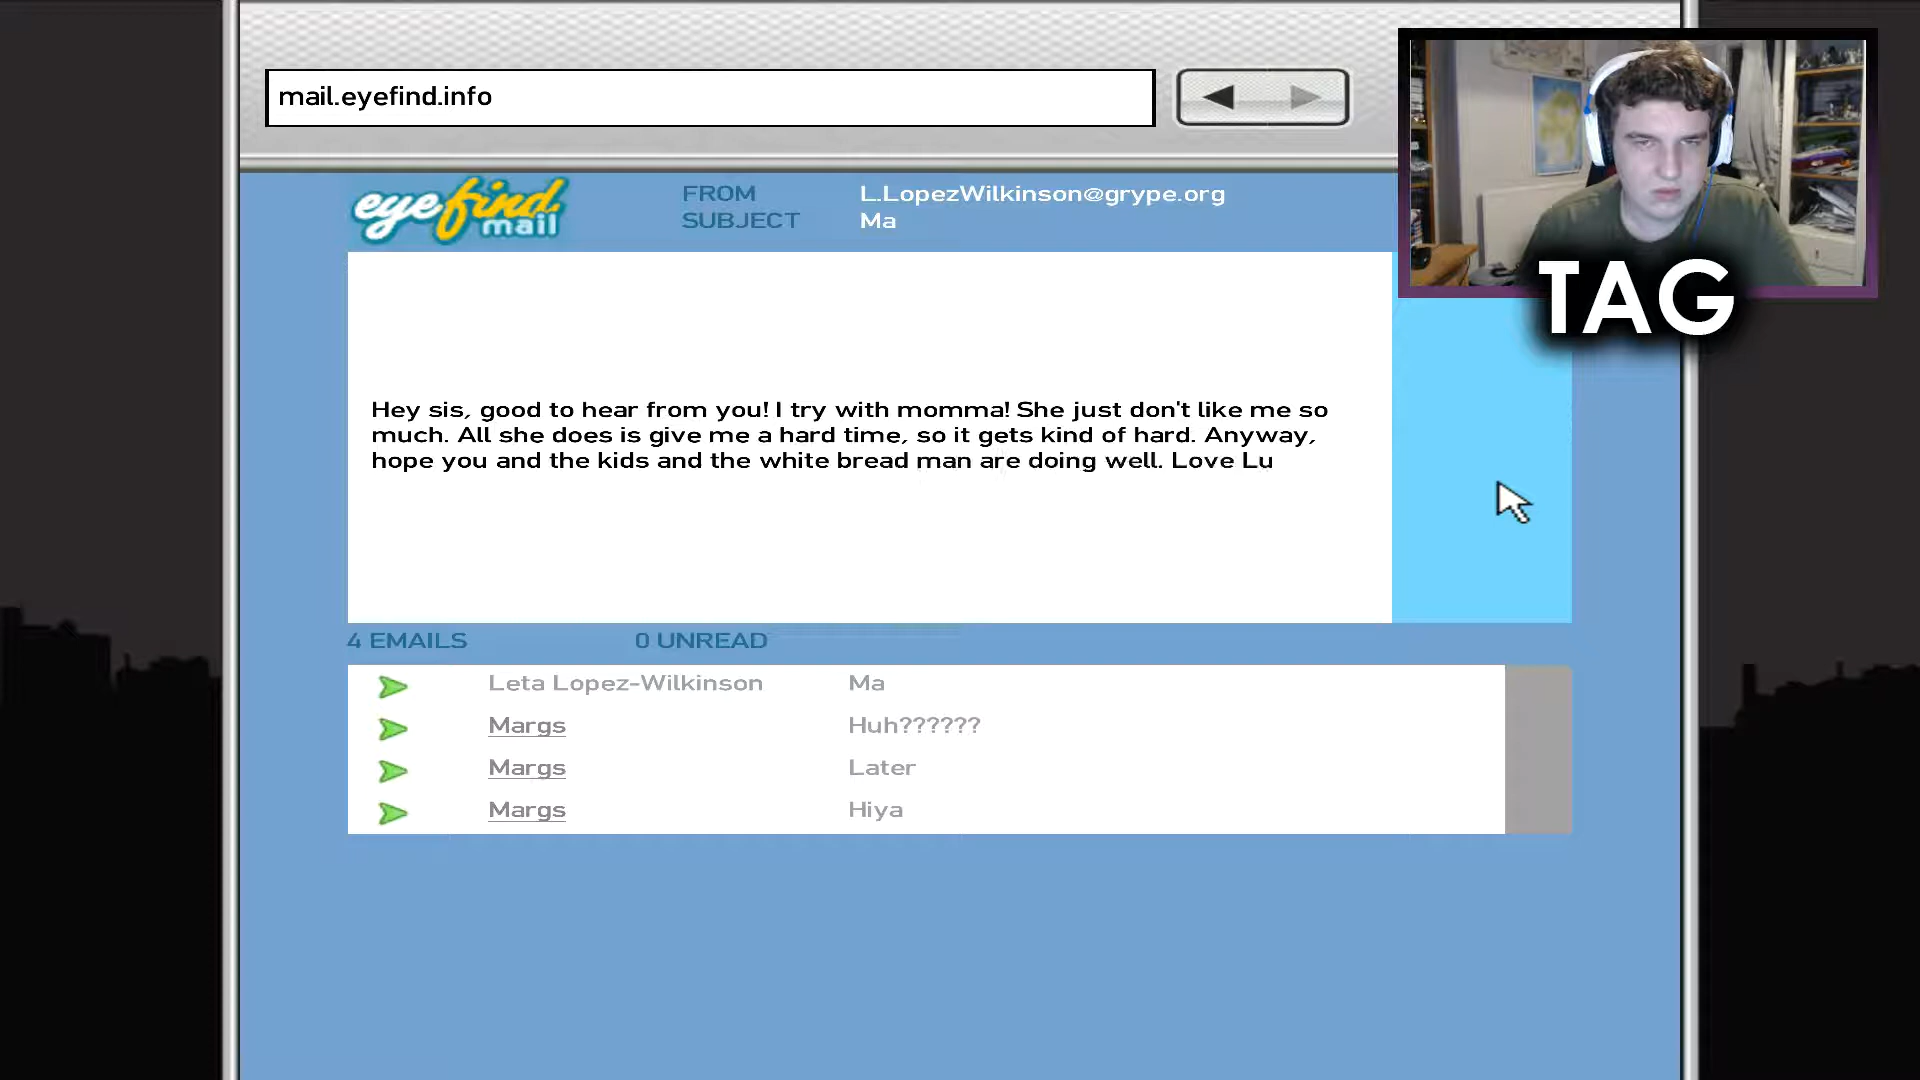 mail.eyefind.info
eyefind mail
FROM L.LopezWilkinson@grype.org
SUBJECT Ma
TAG
Hey sis, good to hear from you! I try with momma! She just don't like me so
much. All she does is give me a hard time, so it gets kind of hard. Anyway,
hope you and the kids and the white bread man are doing well. Love Lu
4 EMAILS 0 UNREAD
Leta Lopez-Wilkinson Ma
Margs Huh??????
Margs Later
Margs Hiya